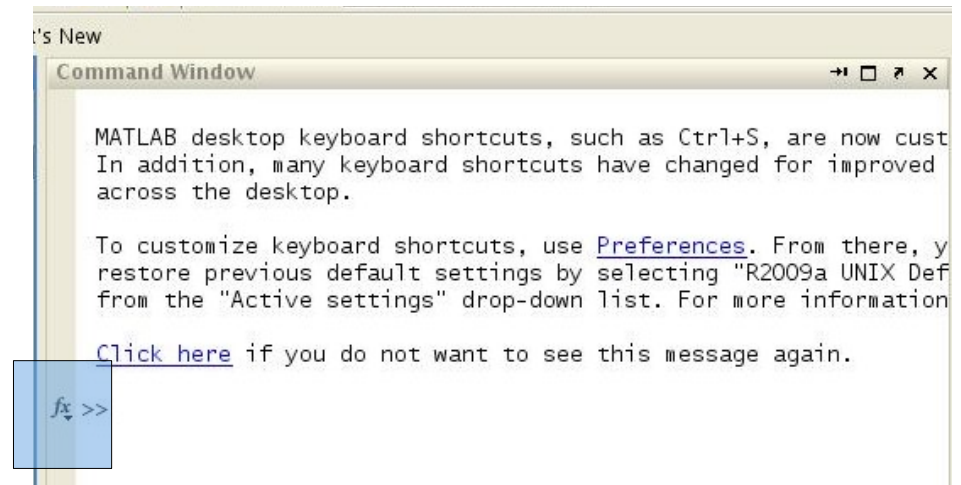 's New
Command Window
MATLAB desktop keyboard shortcuts, such as Ctrl+S, are now cust
In addition, many keyboard shortcuts have changed for improved
across the desktop.
To customize keyboard shortcuts, use Preferences. From there, y
restore previous default settings by selecting "R2009a UNIX Def
from the "Active settings" drop-down list. For more information
Click here if you do not want to see this message again.
fx >>